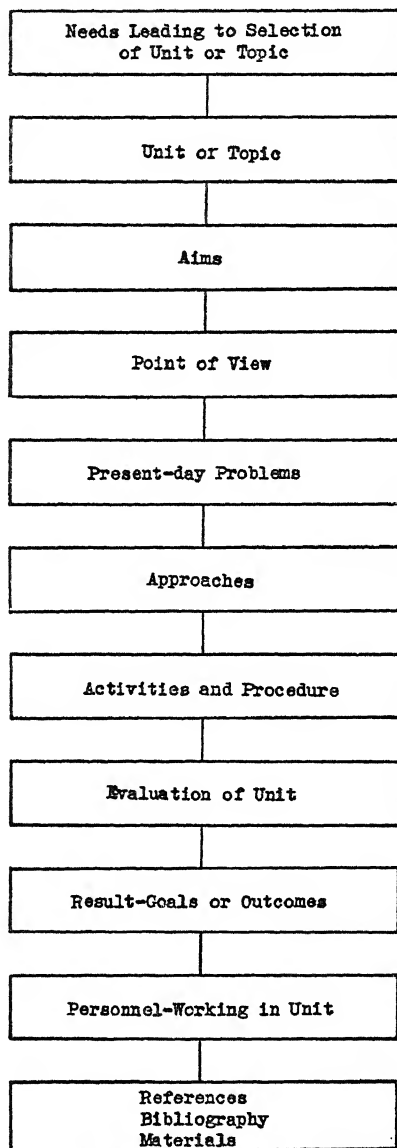 Needs Leading to Selection
of Unit or Topic
Unit or Topic
Aims
Point of View
Present-day Problems
Approaches
Activities and Procedure
Evaluation of Unit
Result-Goals or Outcomes
Personnel-Working in Unit
References
Bibliography
Materials